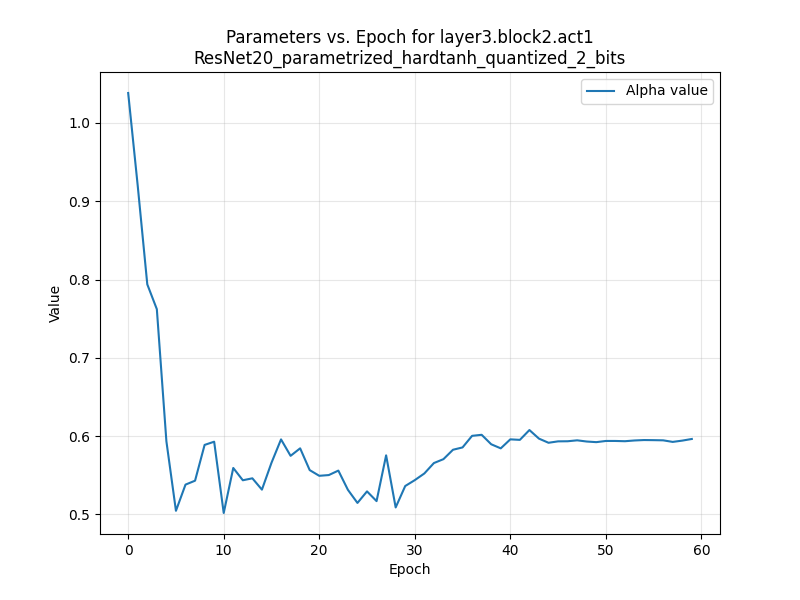 Parameters vs. Epoch for layer3.block2.act1
ResNet20_parametrized_hardtanh_quantized_2_bits
Alpha value
1.0
0.9
0.8
0.7
0.6
0.5
Value
0 10 20 30 40 50 60
Epoch